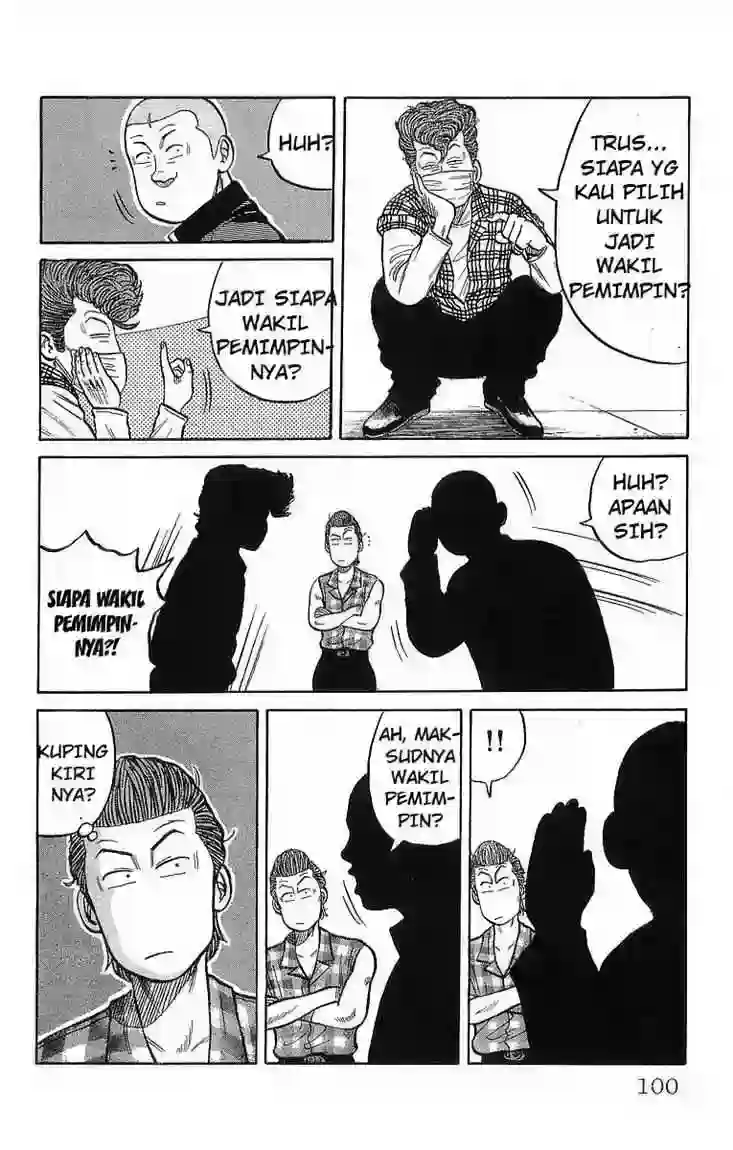 TRUS...
SIAPA YG
KAU PILIH
UNTUK
JADI
WAKIL
PEMIMPIN?
HUH?
JADI SIAPA
WAKIL
PEMIMPIN-
NYA?
HUH?
APAAN
SIH?
SIAPA WAKIL
PEMIMPIN-
NYA?!
!!
AH, MAK-
SUDNYA
WAKIL
PEMIM-
PIN?
KUPING
KIRI
NYA?
100